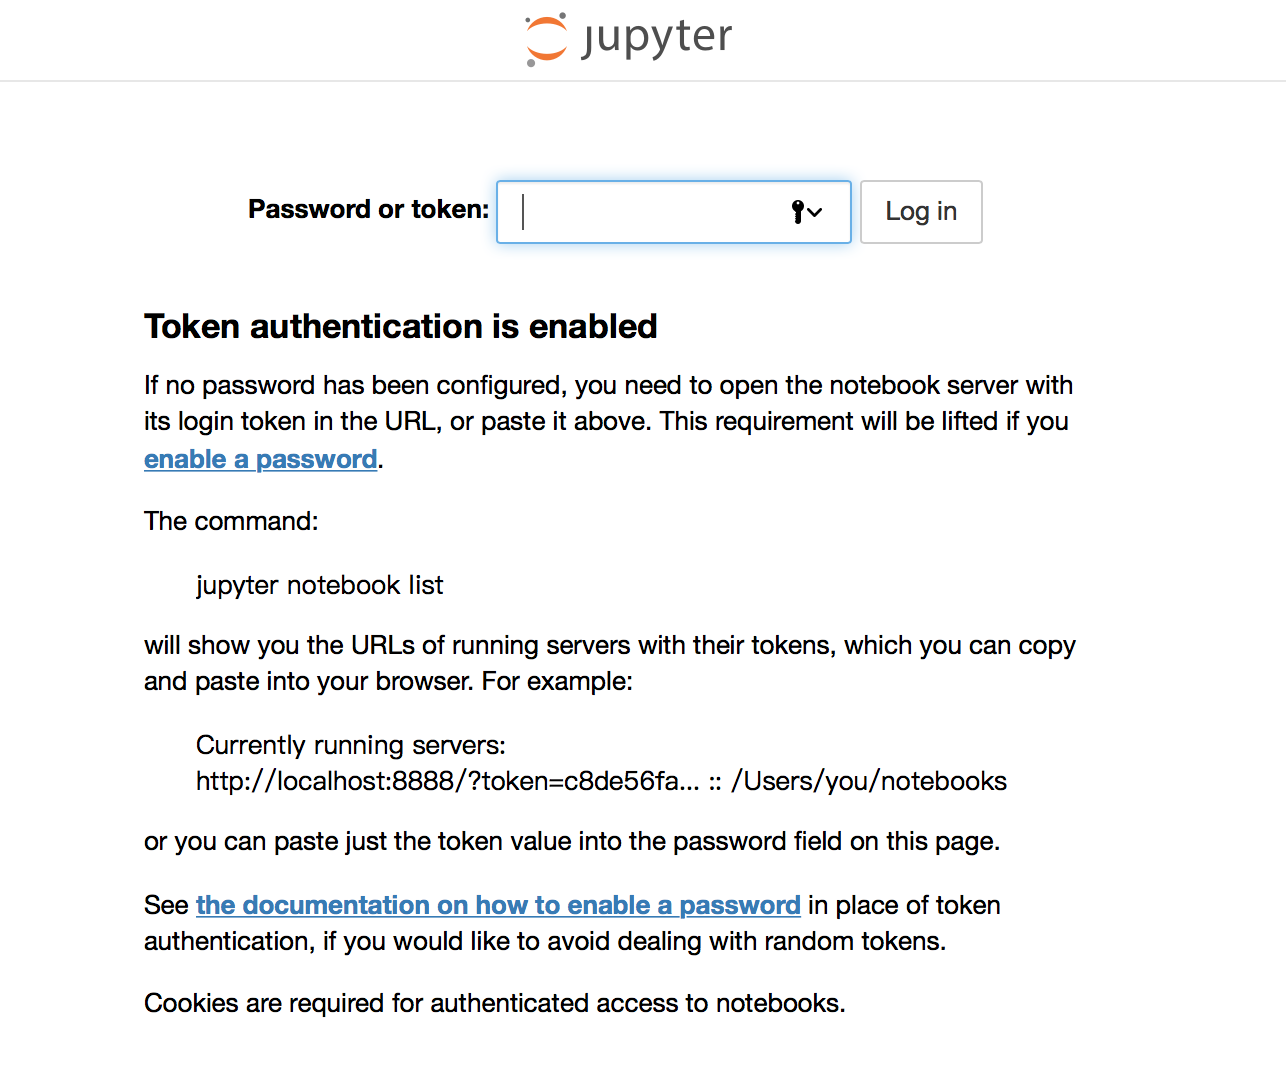 jupyter
Password or token:
Log in
Token authentication is enabled
If no password has been configured, you need to open the notebook server with
its login token in the URL, or paste it above. This requirement will be lifted if you
enable a password.
The command:
jupyter notebook list
will show you the URLs of running servers with their tokens, which you can copy
and paste into your browser. For example:
Currently running servers:
http://localhost:8888/?token=c8de56fa... :: /Users/you/notebooks
or you can paste just the token value into the password field on this page.
See the documentation on how to enable a password in place of token
authentication, if you would like to avoid dealing with random tokens.
Cookies are required for authenticated access to notebooks.